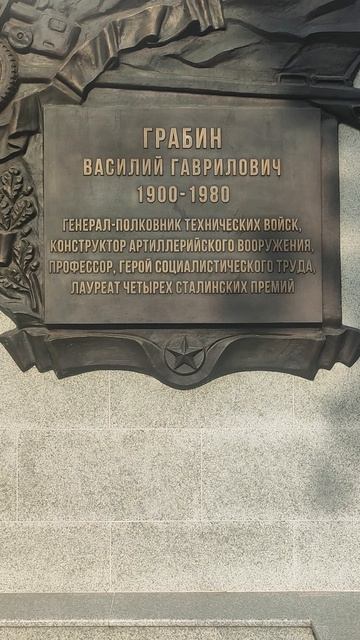 ГРАБИН
ВАСИЛИЙ ГАВРИЛОВИЧ
1900-1980
ГЕНЕРАЛ-ПОЛКОВНИК ТЕХНИЧЕСКИХ ВОЙСК,
КОНСТРУКТОР АРТИЛЛЕРИЙСКОГО ВООРУЖЕНИЯ,
ПРОФЕССОР, ГЕРОЙ СОЦИАЛИСТИЧЕСКОГО ТРУДА,
ЛАУРЕАТ ЧЕТЫРЕХ СТАЛИНСКИХ ПРЕМИЙ